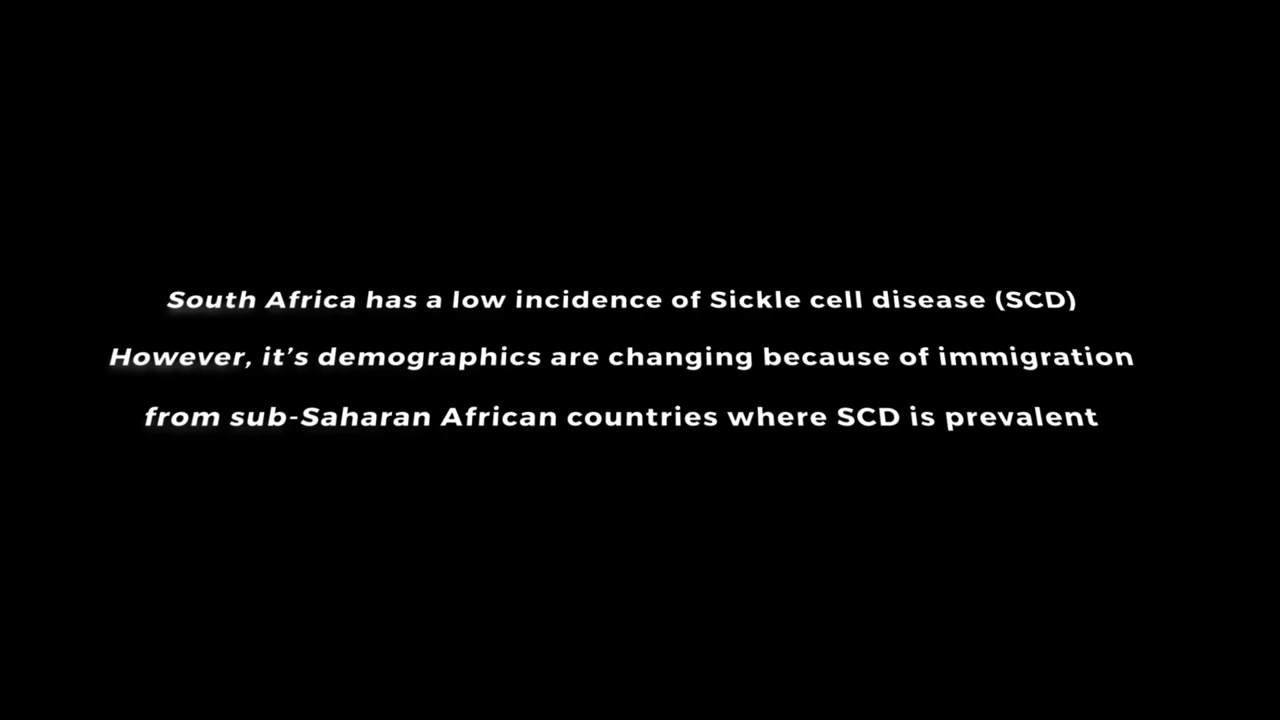 South Africa has a low incidence of Sickle cell disease (SCD)
However, it’s demographics are changing because of immigration
from sub-Saharan African countries where SCD is prevalent